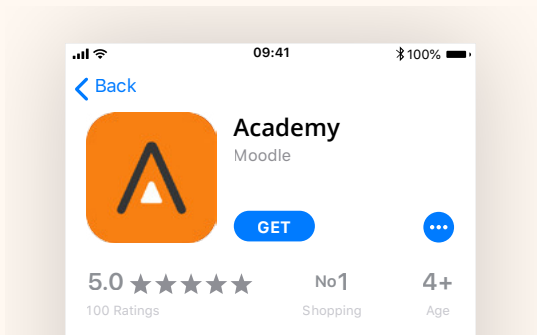 09:41
100%
Back
Academy
Moodle
GET
5.0 No1 4+
100 Ratings Shopping Age